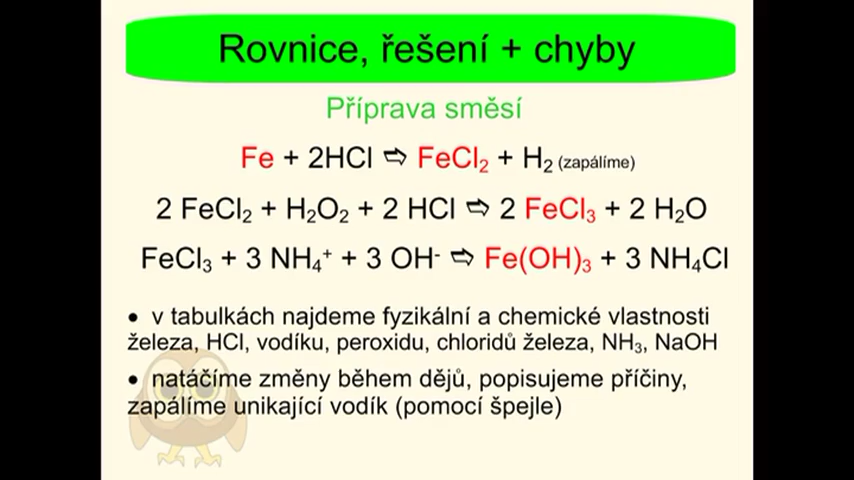 Rovnice, řešení + chyby
Příprava směsí
Fe + 2HCl ⇨ FeCl₂ + H₂ (zapálíme)
2 FeCl₂ + H₂O₂ + 2 HCl ⇨ 2 FeCl₃ + 2 H₂O
FeCl₃ + 3 NH₄⁺ + 3 OH⁻ ⇨ Fe(OH)₃ + 3 NH₄Cl
• v tabulkách najdeme fyzikální a chemické vlastnosti
železa, HCl, vodíku, peroxidu, chloridů železa, NH₃, NaOH
• natáčíme změny během dějů, popisujeme příčiny,
zapálíme unikající vodík (pomocí špejle)